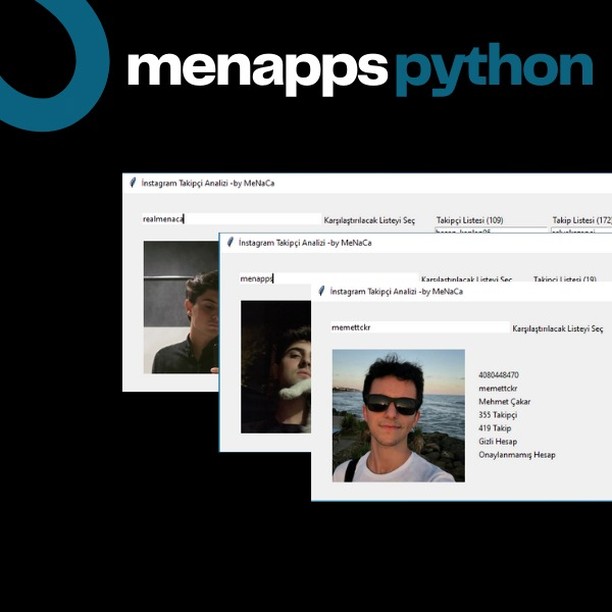 menapps python
İnstagram Takipçi Analizi -by MeNaCa
realmenaca
Karşılaştırılacak Listeyi Seç
Takipçi Listesi (109)
Takip Listesi (172
İnstagram Takipçi Analizi -by MeNaCa
menapps
Karşılaştırılacak Listeyi Seç
Takipçi Listesi (19)
İnstagram Takipçi Analizi -by MeNaCa
memettckr
Karşılaştırılacak Listeyi Seç
4080448470
memettckr
Mehmet Çakar
355 Takipçi
419 Takip
Gizli Hesap
Onaylanmamış Hesap